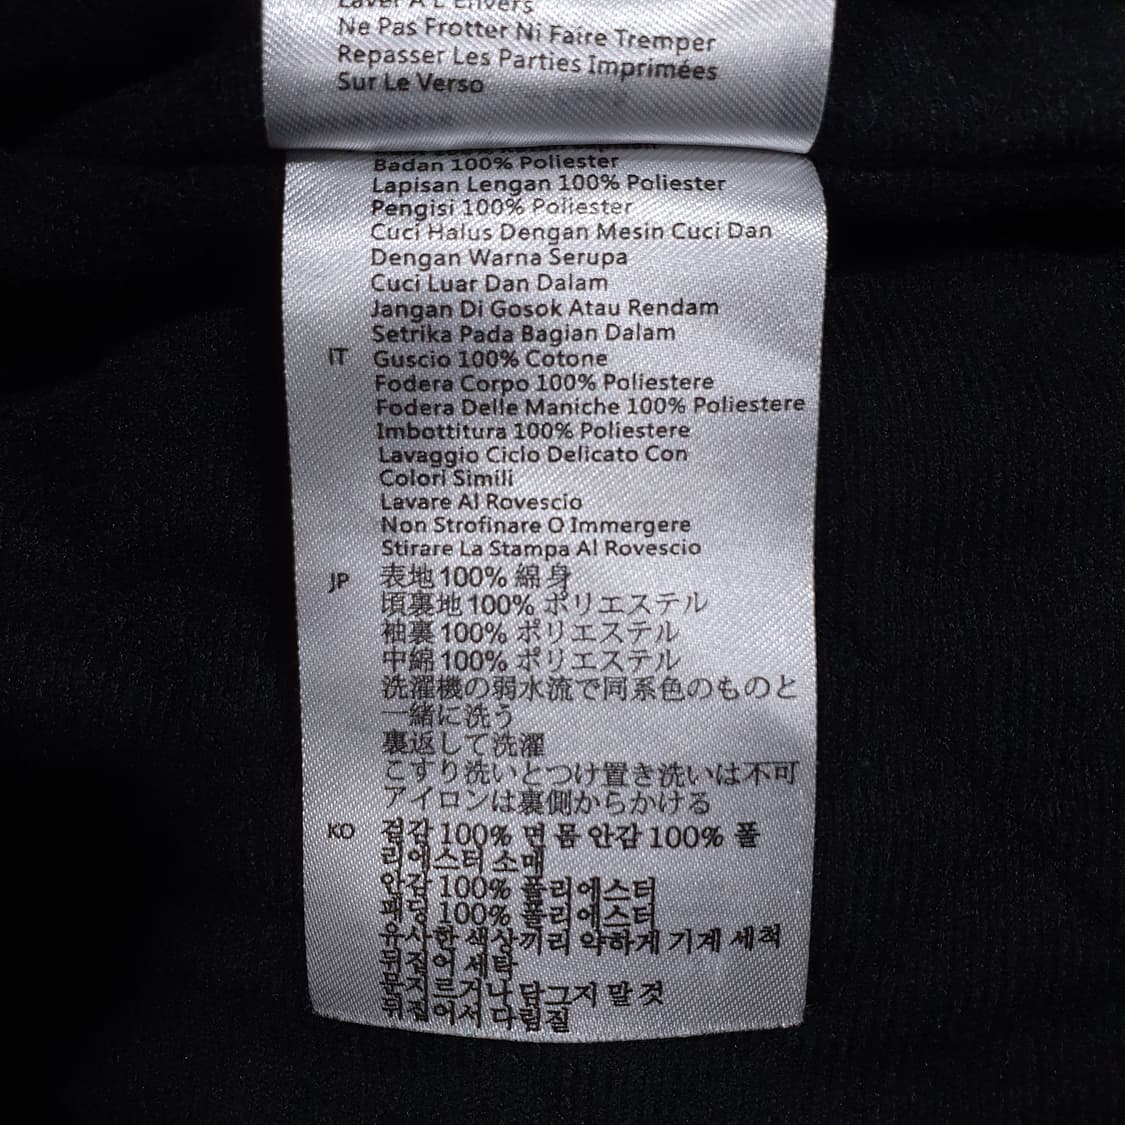 Laver A L'Envers
Ne Pas Frotter Ni Faire Tremper
Repasser Les Parties Imprimées
Sur Le Verso
Badan 100% Poliester
Lapisan Lengan 100% Poliester
Pengisi 100% Poliester
Cuci Halus Dengan Mesin Cuci Dan
Dengan Warna Serupa
Cuci Luar Dan Dalam
Jangan Di Gosok Atau Rendam
Setrika Pada Bagian Dalam
IT Guscio 100% Cotone
Fodera Corpo 100% Poliestere
Fodera Delle Maniche 100% Poliestere
Imbottitura 100% Poliestere
Lavaggio Ciclo Delicato Con
Colori Simili
Lavare Al Rovescio
Non Strofinare O Immergere
Stirare La Stampa Al Rovescio
JP 表地100% 綿 身
頃裏地100% ポリエステル
袖裏100% ポリエステル
中綿100% ポリエステル
洗濯機の弱水流で同系色のものと
一緒に洗う
裏返して洗濯
こすり洗いとつけ置き洗いは不可
アイロンは裏側からかける
KO 겉감 100% 면 몸 안감 100% 폴
리에스터 소매
안감 100% 폴리에스터
패딩 100% 폴리에스터
유사한 색상끼리 약하게 기계 세척
뒤집어 세탁
문지르거나 담그지 말 것
뒤집어서 다림질